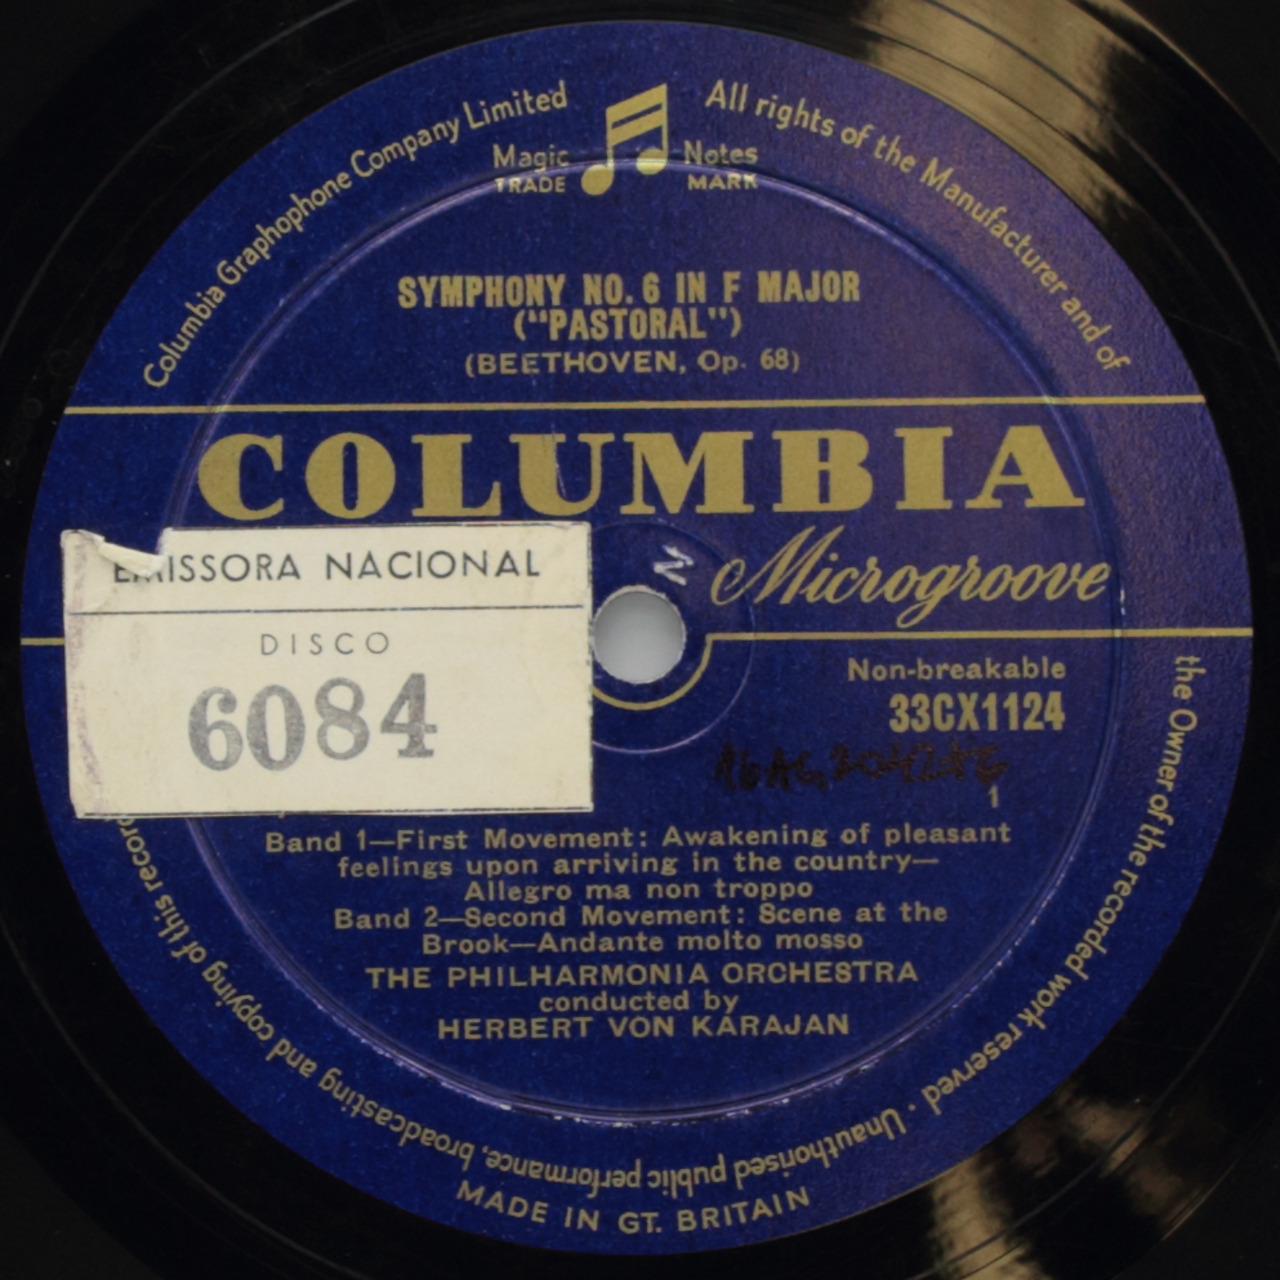 Columbia Graphophone Company Limited
All rights of the Manufacturer and of
the Owner of the recorded work reserved · Unauthorised public performance, broadcasting and copying of this record
Magic Notes
TRADE MARK
SYMPHONY NO. 6 IN F MAJOR
("PASTORAL")
(BEETHOVEN, Op. 68)
COLUMBIA
Microgroove
EMISSORA NACIONAL
DISCO
6084
N
Non-breakable
33CX1124
1
Band 1—First Movement: Awakening of pleasant
feelings upon arriving in the country—
Allegro ma non troppo
Band 2—Second Movement: Scene at the
Brook—Andante molto mosso
THE PHILHARMONIA ORCHESTRA
conducted by
HERBERT VON KARAJAN
MADE IN GT. BRITAIN